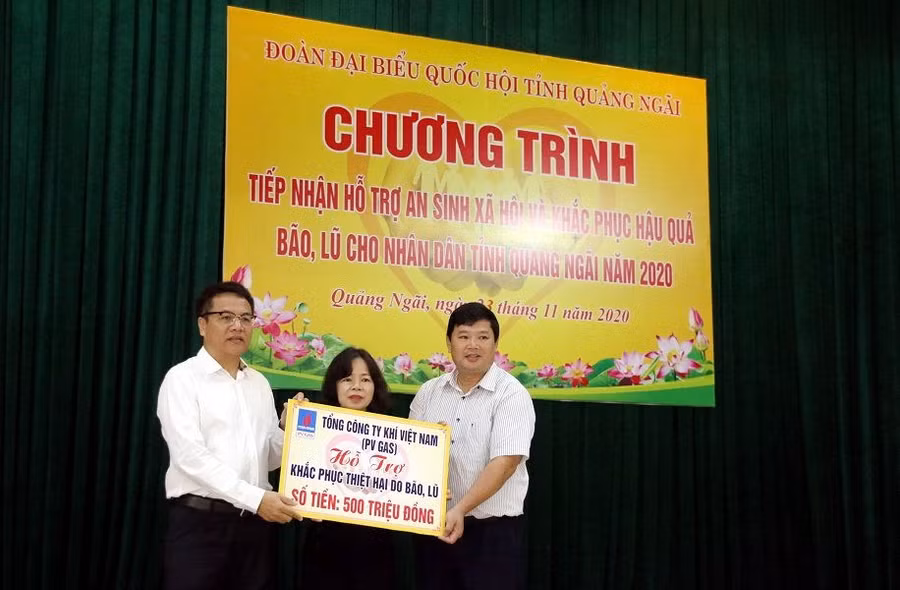 ĐOÀN ĐẠI BIỂU QUỐC HỘI TỈNH QUẢNG NGÃI
CHƯƠNG TRÌNH
TIẾP NHẬN HỖ TRỢ AN SINH XÃ HỘI VÀ KHẮC PHỤC HẬU QUẢ
BÃO, LŨ CHO NHÂN DÂN TỈNH QUẢNG NGÃI NĂM 2020
Quảng Ngãi, ngày 23 tháng 11 năm 2020
TỔNG CÔNG TY KHÍ VIỆT NAM
(PV GAS)
Hỗ Trợ
KHẮC PHỤC THIỆT HẠI DO BÃO, LŨ
SỐ TIỀN: 500 TRIỆU ĐỒNG